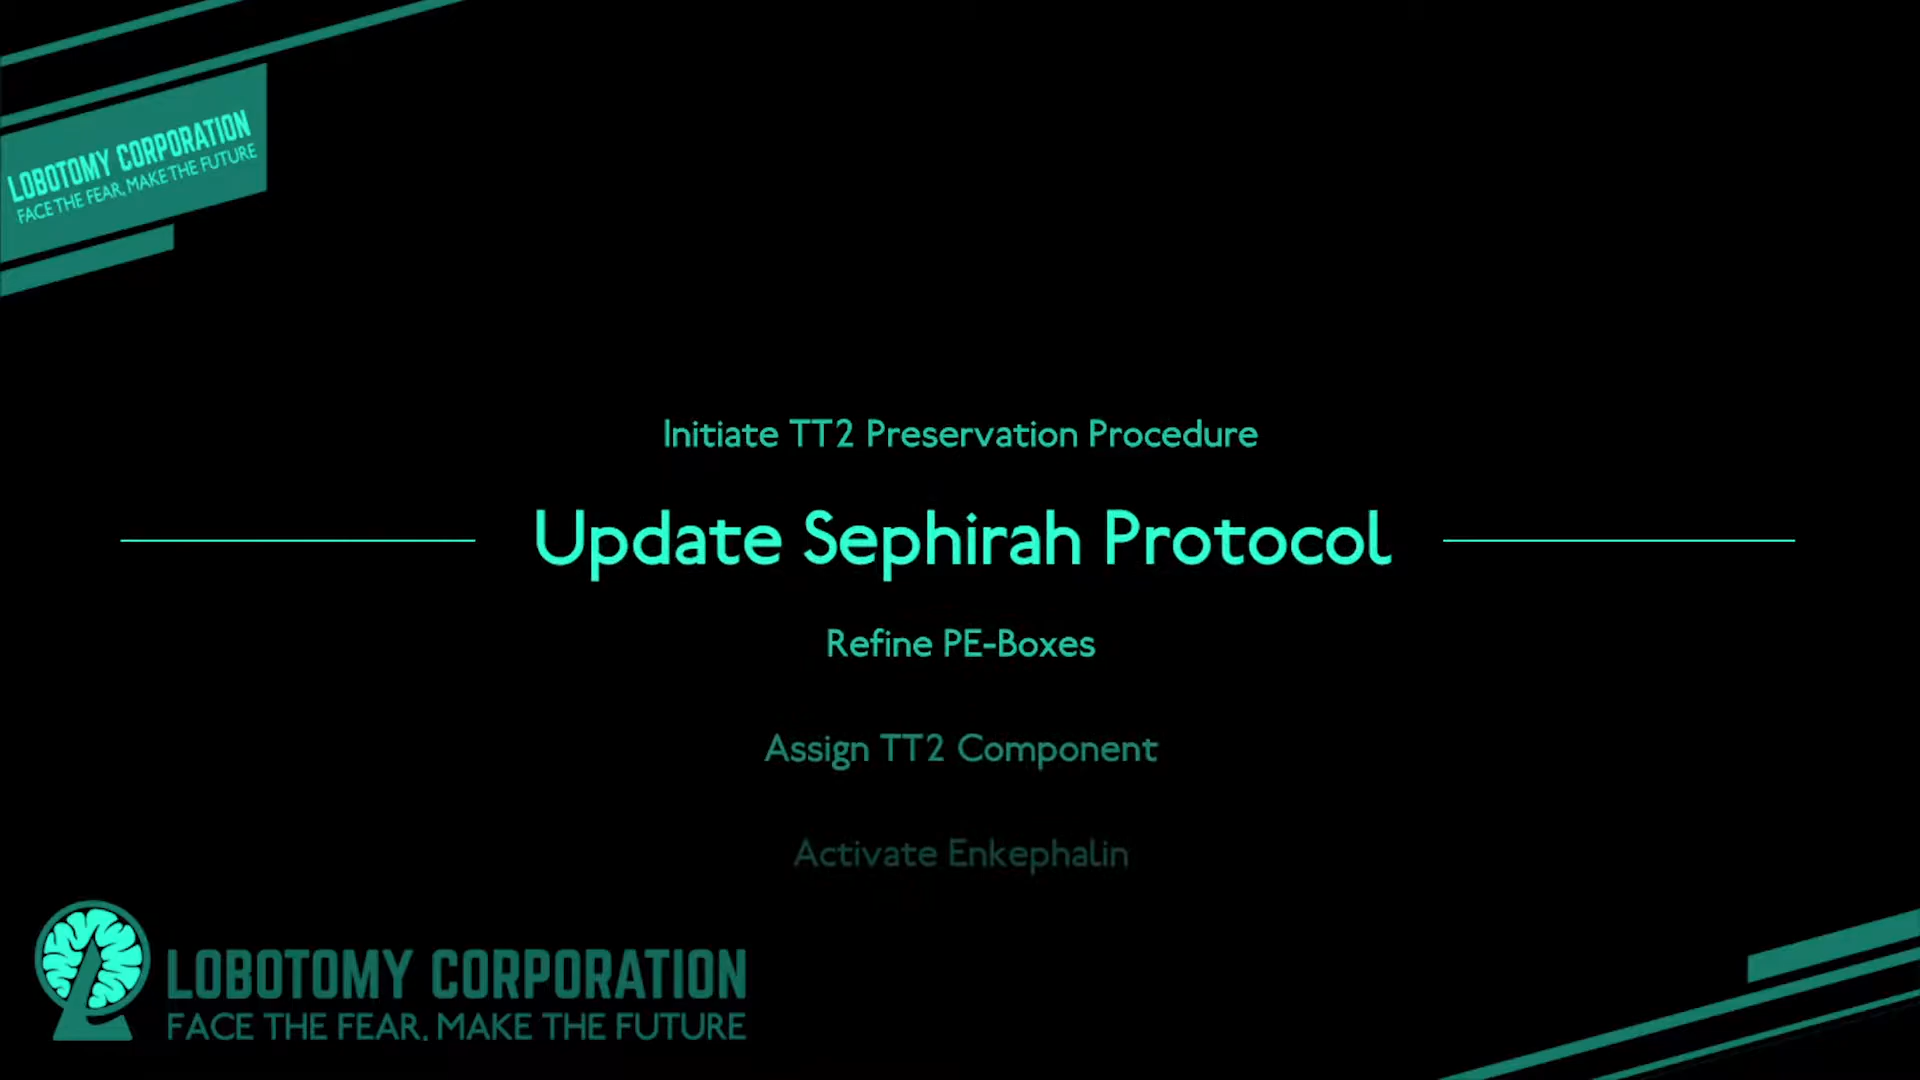 LOBOTOMY CORPORATION
FACE THE FEAR, MAKE THE FUTURE
Initiate TT2 Preservation Procedure
Update Sephirah Protocol
Refine PE-Boxes
Assign TT2 Component
Activate Enkephalin
LOBOTOMY CORPORATION
FACE THE FEAR. MAKE THE FUTURE